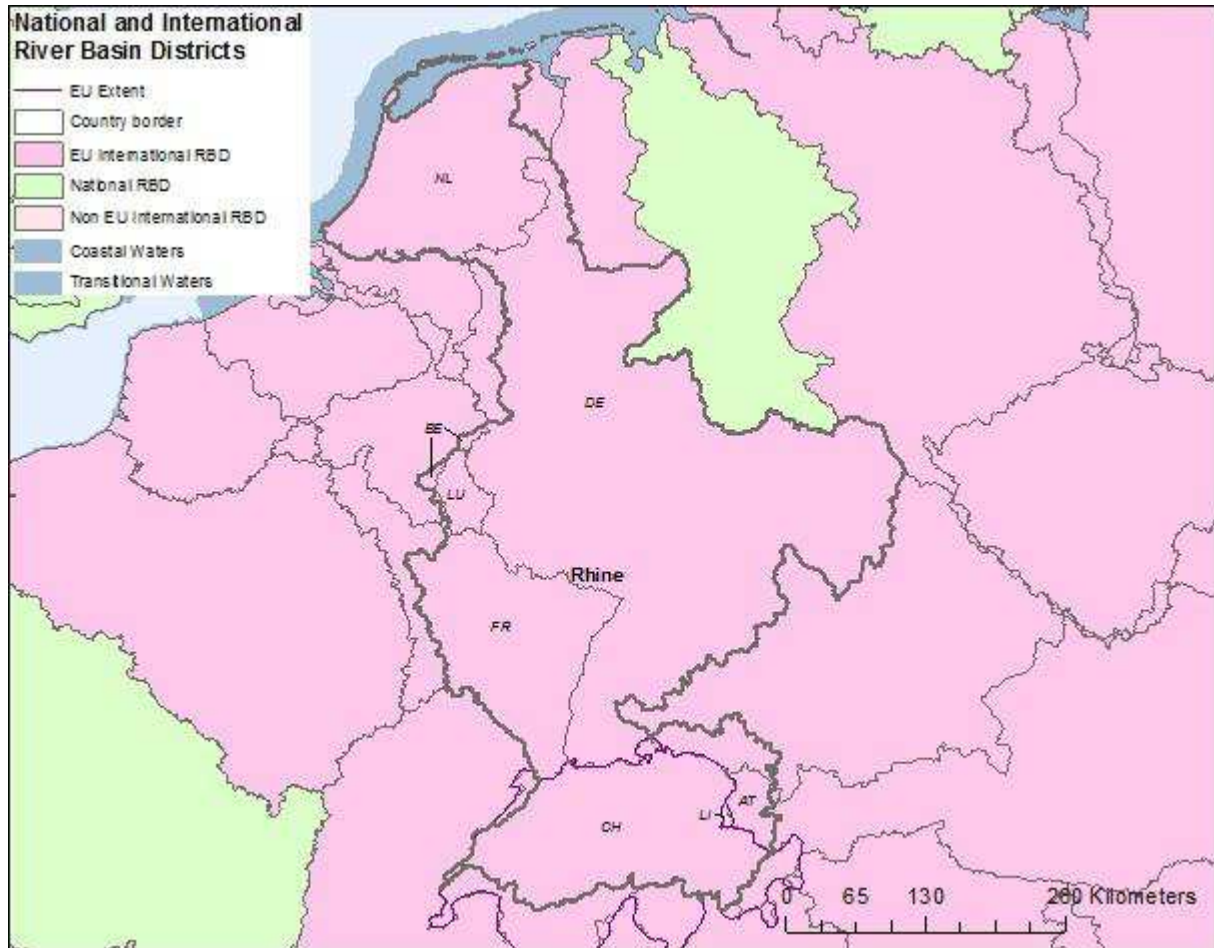 National and International
River Basin Districts
EU Extent
Country border
EU International RBD
National RBD
Non EU International RBD
Coastal Waters
Transitional Waters
NL
DE
BE
LU
Rhine
FR
AT
LI
CH
0 65 130 260 Kilometers